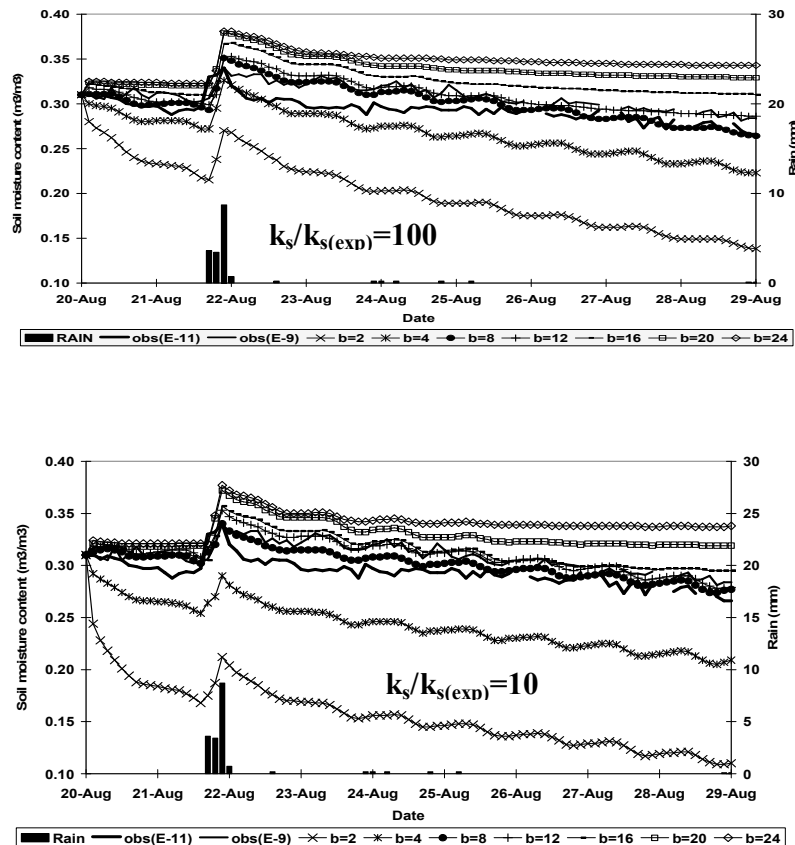 0.40
0.35
0.30
0.25
0.20
0.15
0.10
Soil moisture content (m3/m3)
30
20
10
0
Rain (mm)
ks/ks(exp)=100
20-Aug 21-Aug 22-Aug 23-Aug 24-Aug 25-Aug 26-Aug 27-Aug 28-Aug 29-Aug
Date
RAIN obs(E-11) obs(E-9) b=2 b=4 b=8 b=12 b=16 b=20 b=24
0.40
0.35
0.30
0.25
0.20
0.15
0.10
Soil moisture content (m3/m3)
30
25
20
15
10
5
0
Rain (mm)
ks/ks(exp)=10
20-Aug 21-Aug 22-Aug 23-Aug 24-Aug 25-Aug 26-Aug 27-Aug 28-Aug 29-Aug
Date
Rain obs(E-11) obs(E-9) b=2 b=4 b=8 b=12 b=16 b=20 b=24